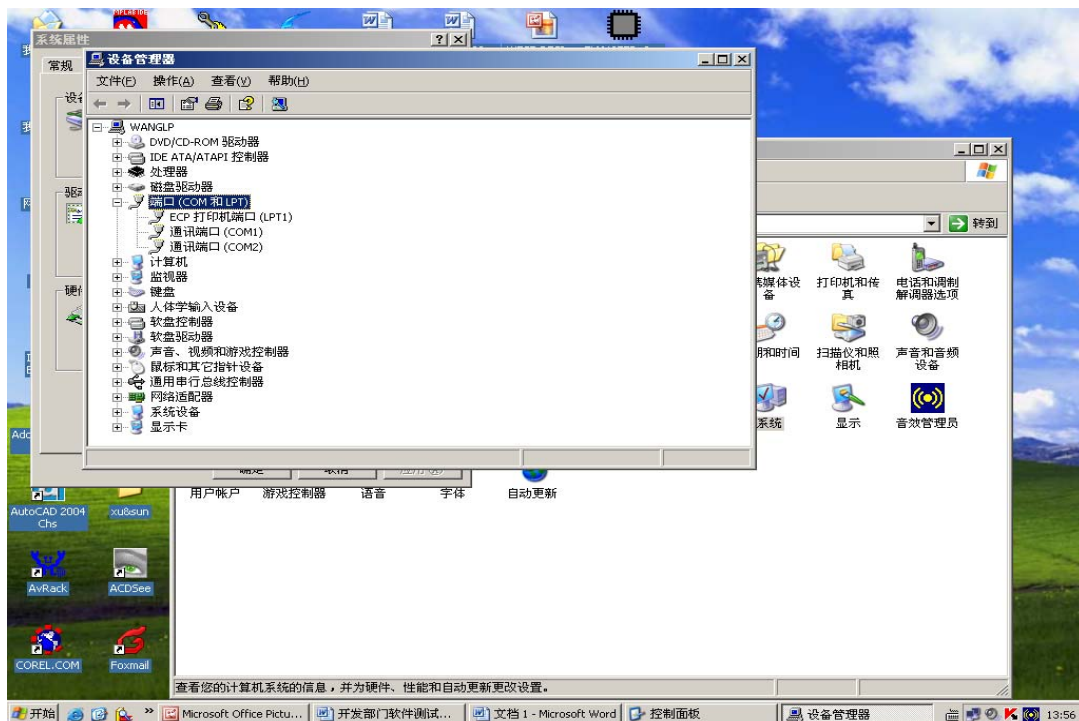 系统属性
常规
设备管理器
文件(F) 操作(A) 查看(V) 帮助(H)
WANGLP
DVD/CD-ROM 驱动器
IDE ATA/ATAPI 控制器
处理器
磁盘驱动器
端口 (COM 和 LPT)
ECP 打印机端口 (LPT1)
通讯端口 (COM1)
通讯端口 (COM2)
计算机
监视器
键盘
人体学输入设备
软盘控制器
软盘驱动器
声音、视频和游戏控制器
鼠标和其它指针设备
通用串行总线控制器
网络适配器
系统设备
显示卡
转到
打印机和传
真
电话和调制
解调器选项
扫描仪和照
相机
声音和音频
设备
系统
显示
音效管理员
用户帐户
游戏控制器
语音
字体
自动更新
AutoCAD 2004
Chs
xu&sun
AvRack
ACDSee
COREL.COM
Foxmail
查看您的计算机系统的信息，并为硬件、性能和自动更新更改设置。
开始
Microsoft Office Pictu...
开发部门软件测试...
文档 1 - Microsoft Word
控制面板
设备管理器
13:56